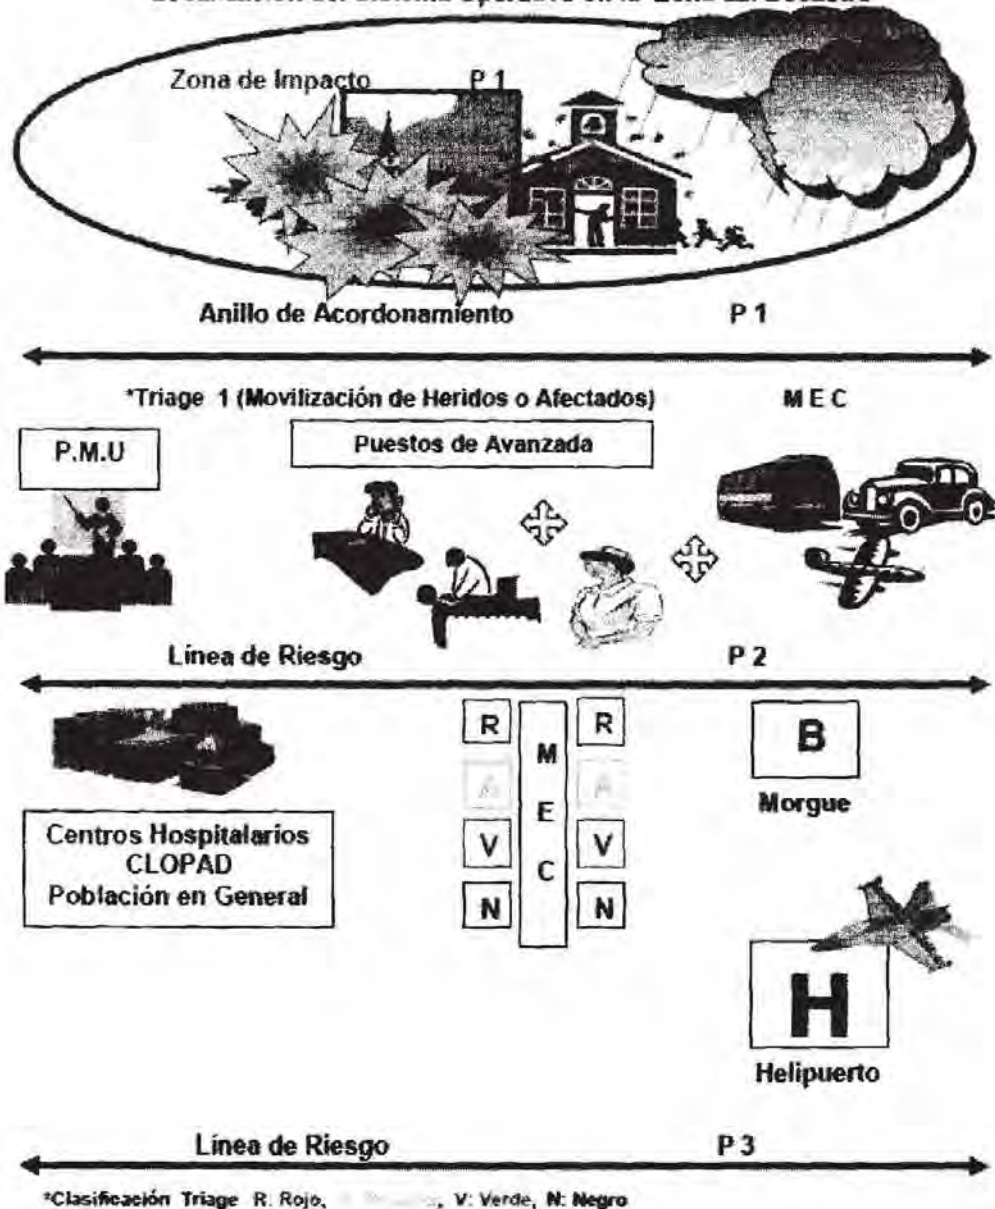 Zona de Impacto P 1
Anillo de Acordonamiento P 1
*Triage 1 (Movilización de Heridos o Afectados) M E C
P.M.U
Puestos de Avanzada
Línea de Riesgo P 2
R
A
V
N
M
E
C
R
A
V
N
B
Morgue
Centros Hospitalarios
CLOPAD
Población en General
H
Helipuerto
Línea de Riesgo P 3
*Clasificación Triage R. Rojo, V: Verde, N: Negro